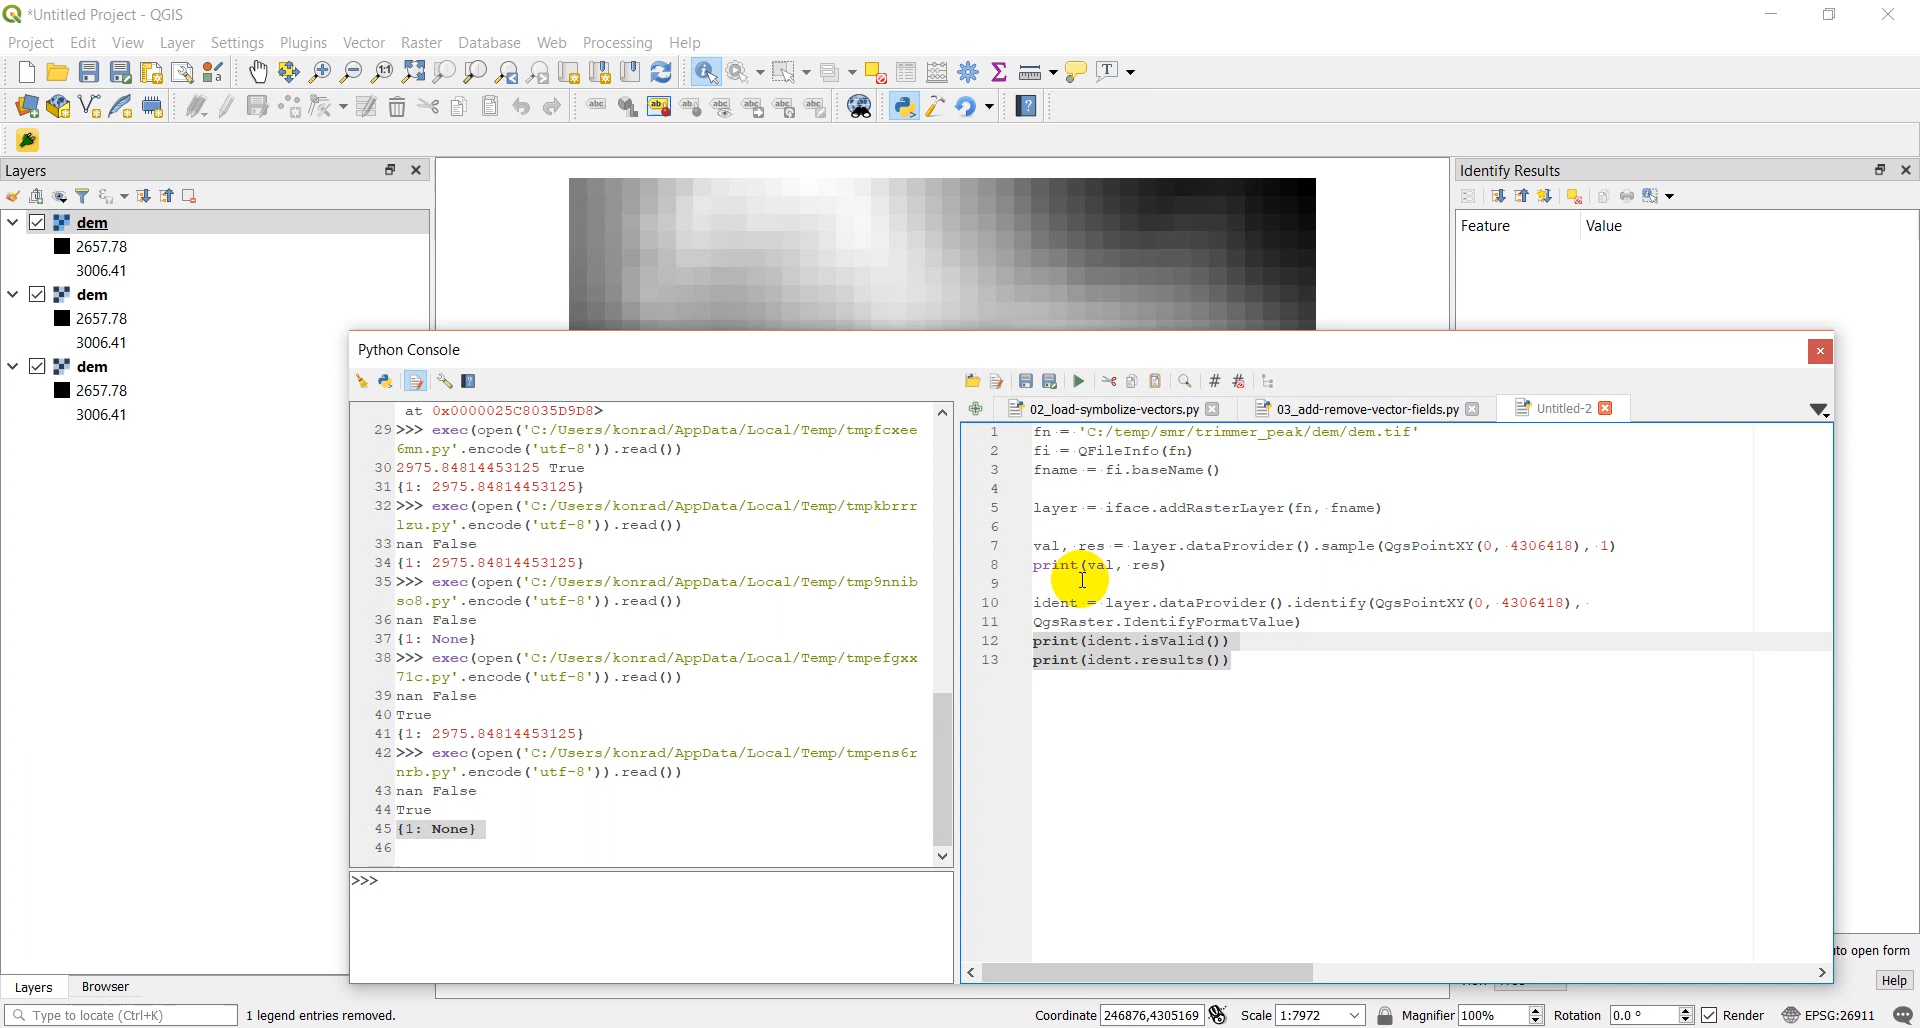 *Untitled Project - QGIS
Project Edit View Layer Settings Plugins Vector Raster Database Web Processing Help
Layers
dem
2657.78
3006.41
dem
2657.78
3006.41
dem
2657.78
3006.41
Identify Results
Feature Value
Python Console
at 0x0000025C8035D9D8>
29 >>> exec(open('C:/Users/konrad/AppData/Local/Temp/tmpfcxee
6mn.py'.encode('utf-8')).read())
30 2975.84814453125 True
31 {1: 2975.84814453125}
32 >>> exec(open('C:/Users/konrad/AppData/Local/Temp/tmpkbrrr
lzu.py'.encode('utf-8')).read())
33 nan False
34 {1: 2975.84814453125}
35 >>> exec(open('C:/Users/konrad/AppData/Local/Temp/tmp9nnib
so8.py'.encode('utf-8')).read())
36 nan False
37 {1: None}
38 >>> exec(open('C:/Users/konrad/AppData/Local/Temp/tmpefgxx
71c.py'.encode('utf-8')).read())
39 nan False
40 True
41 {1: 2975.84814453125}
42 >>> exec(open('C:/Users/konrad/AppData/Local/Temp/tmpens6r
nrb.py'.encode('utf-8')).read())
43 nan False
44 True
45 {1: None}
46
>>>
02_load-symbolize-vectors.py 03_add-remove-vector-fields.py Untitled-2
1 fn = 'C:/temp/smr/trimmer_peak/dem/dem.tif'
2 fi = QFileInfo(fn)
3 fname = fi.baseName()
4
5 layer = iface.addRasterLayer(fn, fname)
6
7 val, res = layer.dataProvider().sample(QgsPointXY(0, 4306418), 1)
8 print(val, res)
9
10 ident = layer.dataProvider().identify(QgsPointXY(0, 4306418),
11 QgsRaster.IdentifyFormatValue)
12 print(ident.isValid())
13 print(ident.results())
to open form
Help
Layers Browser
Type to locate (Ctrl+K) 1 legend entries removed. Coordinate 246876,4305169 Scale 1:7972 Magnifier 100% Rotation 0.0 ° Render EPSG:26911